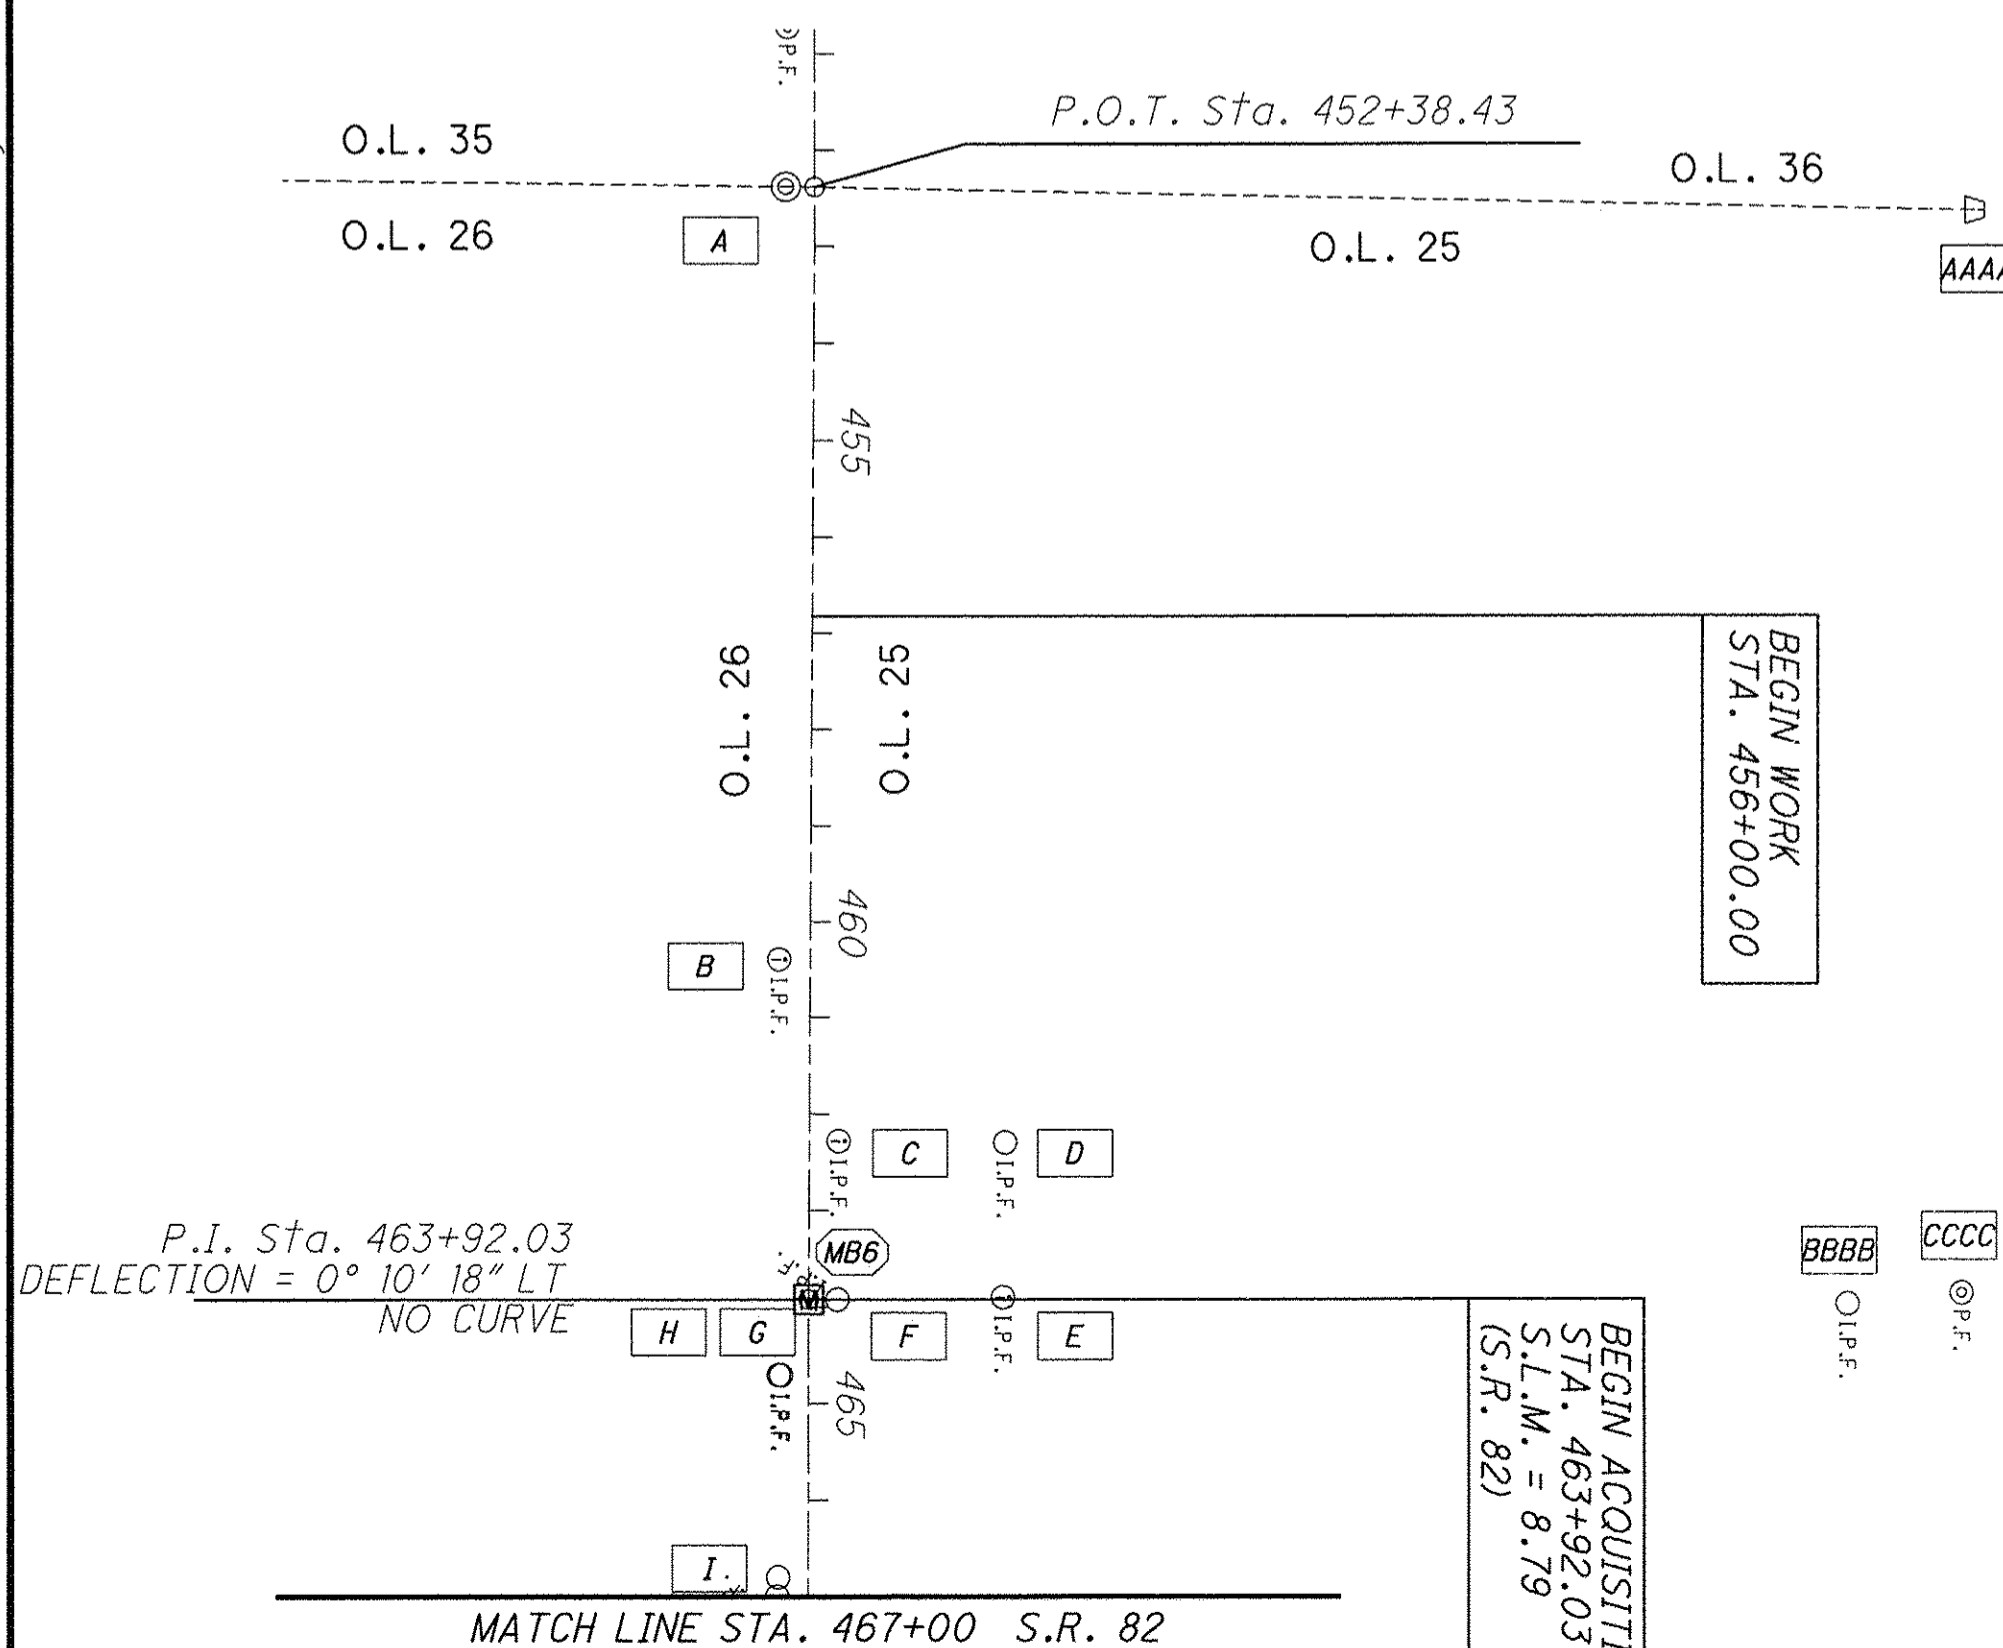 P.F.
P.O.T. Sta. 452+38.43
O.L. 35
O.L. 36
O.L. 26
A
O.L. 25
455
BEGIN WORK
STA. 456+00.00
O.L. 26
O.L. 25
460
B
I.P.F.
C
I.P.F.
D
I.P.F.
P.I. Sta. 463+92.03
DEFLECTION = 0° 10' 18" LT
NO CURVE
MB6
M
BBBB
I.P.F.
CCCC
P.F.
H
G
F
E
I.P.F.
I.P.F.
465
STA. 463+92.03
S.L.M. = 8.79
(S.R. 82)
BEGIN
I.
MATCH LINE STA. 467+00 S.R. 82